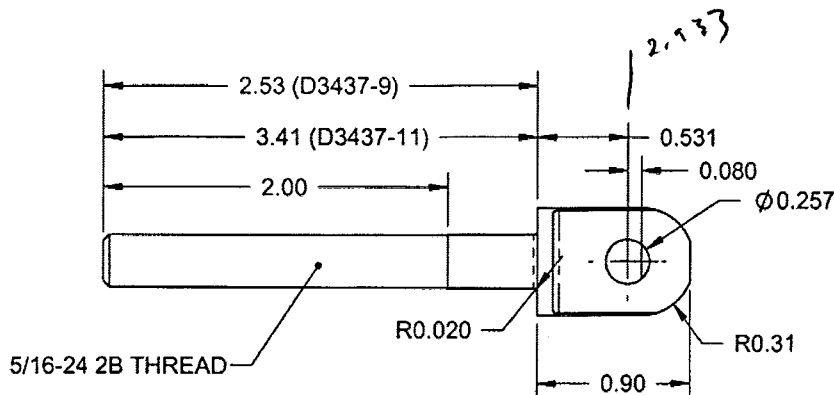 2.933
2.53 (D3437-9)
3.41 (D3437-11)
0.531
2.00
0.080
Ø0.257
R0.020
R0.31
5/16-24 2B THREAD
0.90